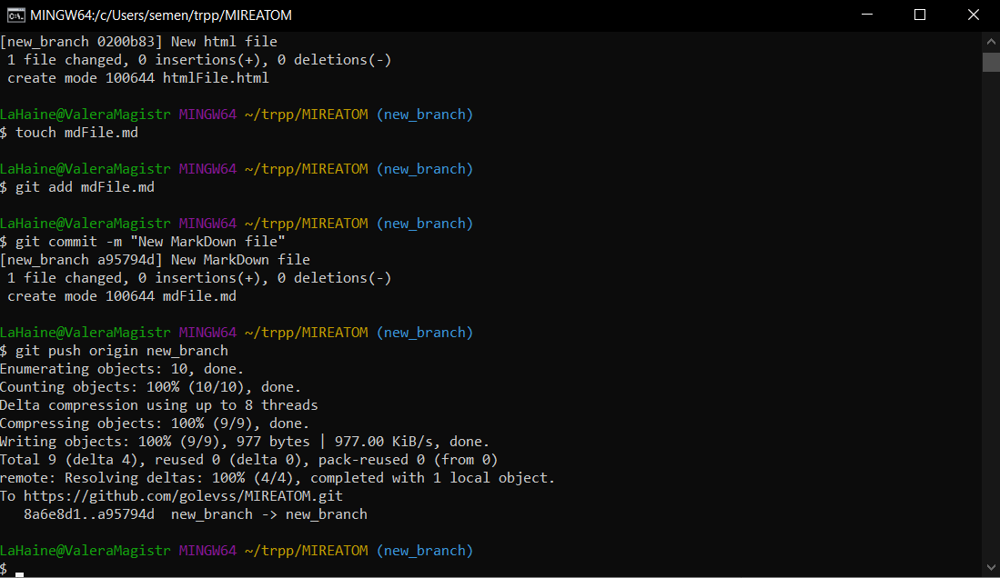 MINGW64:/c/Users/semen/trpp/MIREATOM
[new_branch 0200b83] New html file
 1 file changed, 0 insertions(+), 0 deletions(-)
 create mode 100644 htmlFile.html
LaHaine@ValeraMagistr MINGW64 ~/trpp/MIREATOM (new_branch)
$ touch mdFile.md
LaHaine@ValeraMagistr MINGW64 ~/trpp/MIREATOM (new_branch)
$ git add mdFile.md
LaHaine@ValeraMagistr MINGW64 ~/trpp/MIREATOM (new_branch)
$ git commit -m "New MarkDown file"
[new_branch a95794d] New MarkDown file
 1 file changed, 0 insertions(+), 0 deletions(-)
 create mode 100644 mdFile.md
LaHaine@ValeraMagistr MINGW64 ~/trpp/MIREATOM (new_branch)
$ git push origin new_branch
Enumerating objects: 10, done.
Counting objects: 100% (10/10), done.
Delta compression using up to 8 threads
Compressing objects: 100% (9/9), done.
Writing objects: 100% (9/9), 977 bytes | 977.00 KiB/s, done.
Total 9 (delta 4), reused 0 (delta 0), pack-reused 0 (from 0)
remote: Resolving deltas: 100% (4/4), completed with 1 local object.
To https://github.com/golevss/MIREATOM.git
   8a6e8d1..a95794d  new_branch -> new_branch
LaHaine@ValeraMagistr MINGW64 ~/trpp/MIREATOM (new_branch)
$